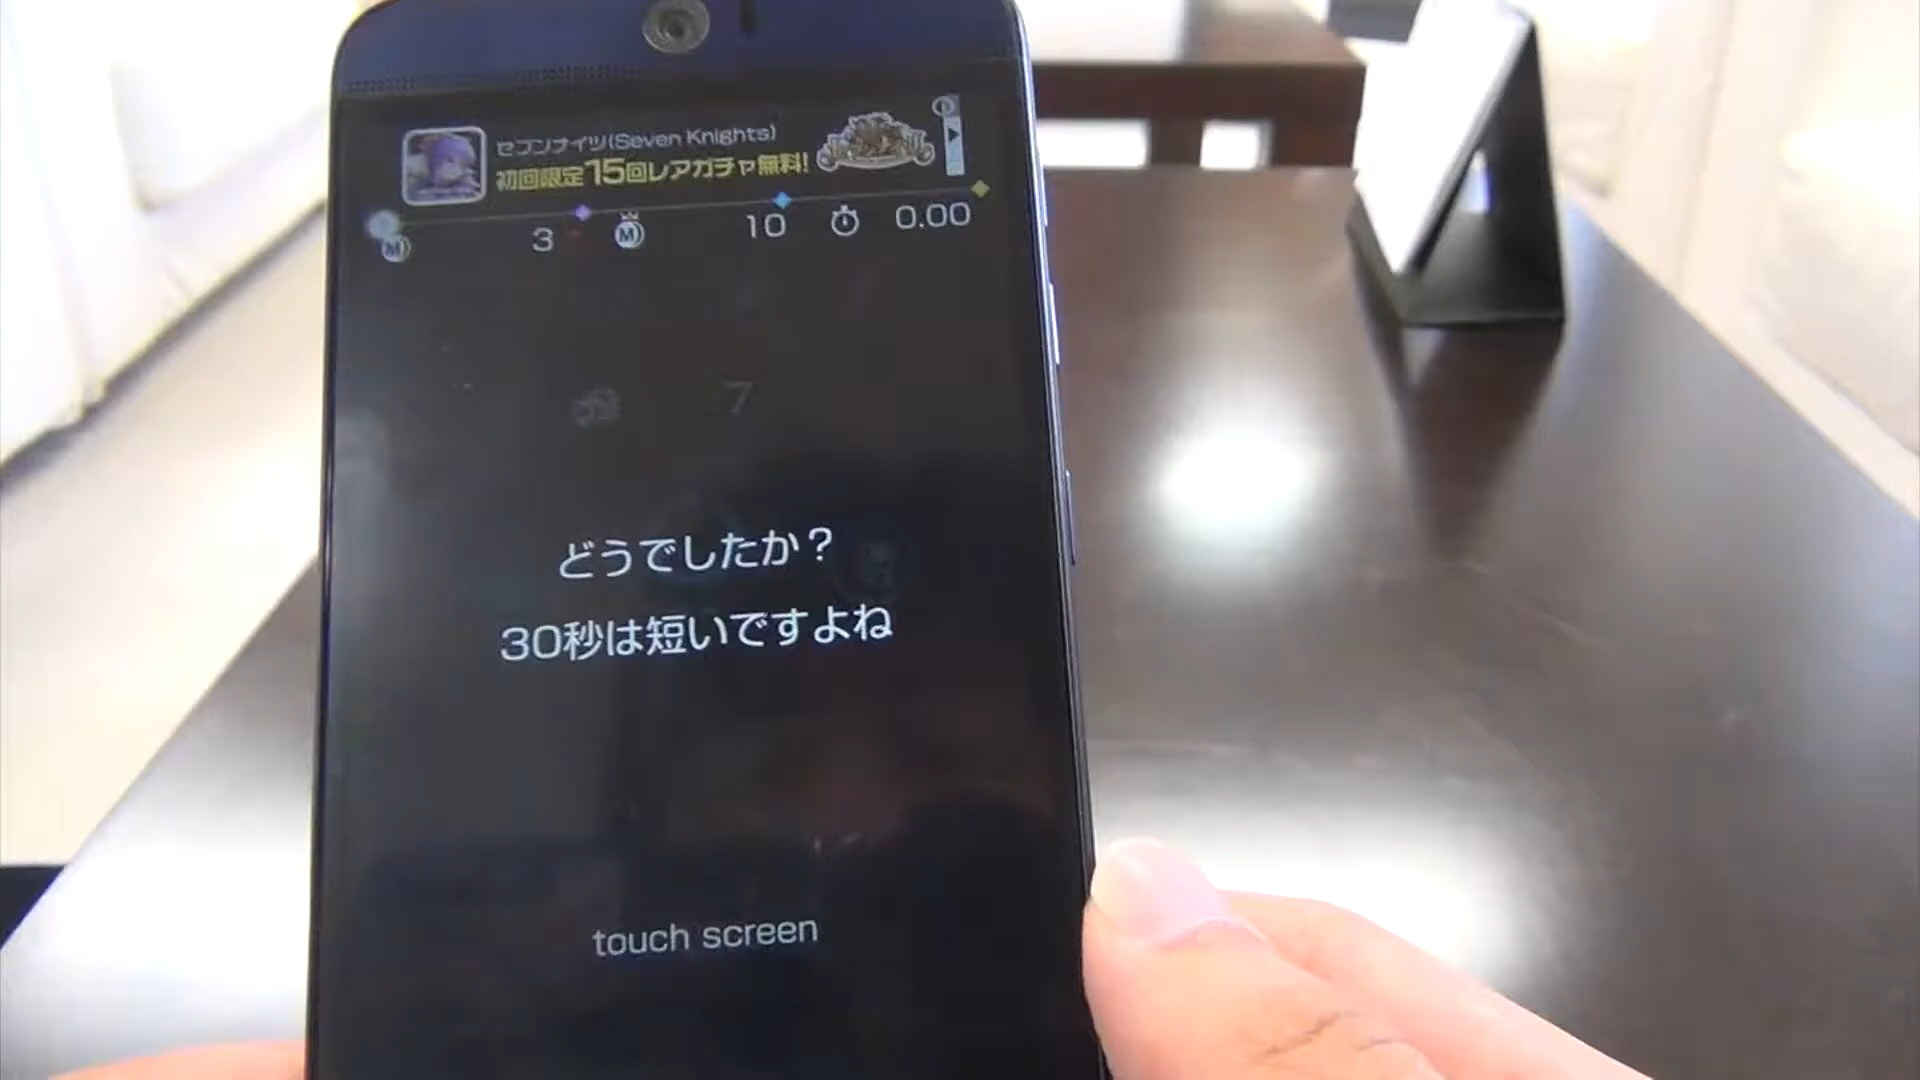 セブンナイツ(Seven Knights)
初回限定15回レアガチャ無料!
M 3 M 10 0.00
7
どうでしたか?
30秒は短いですよね
touch screen